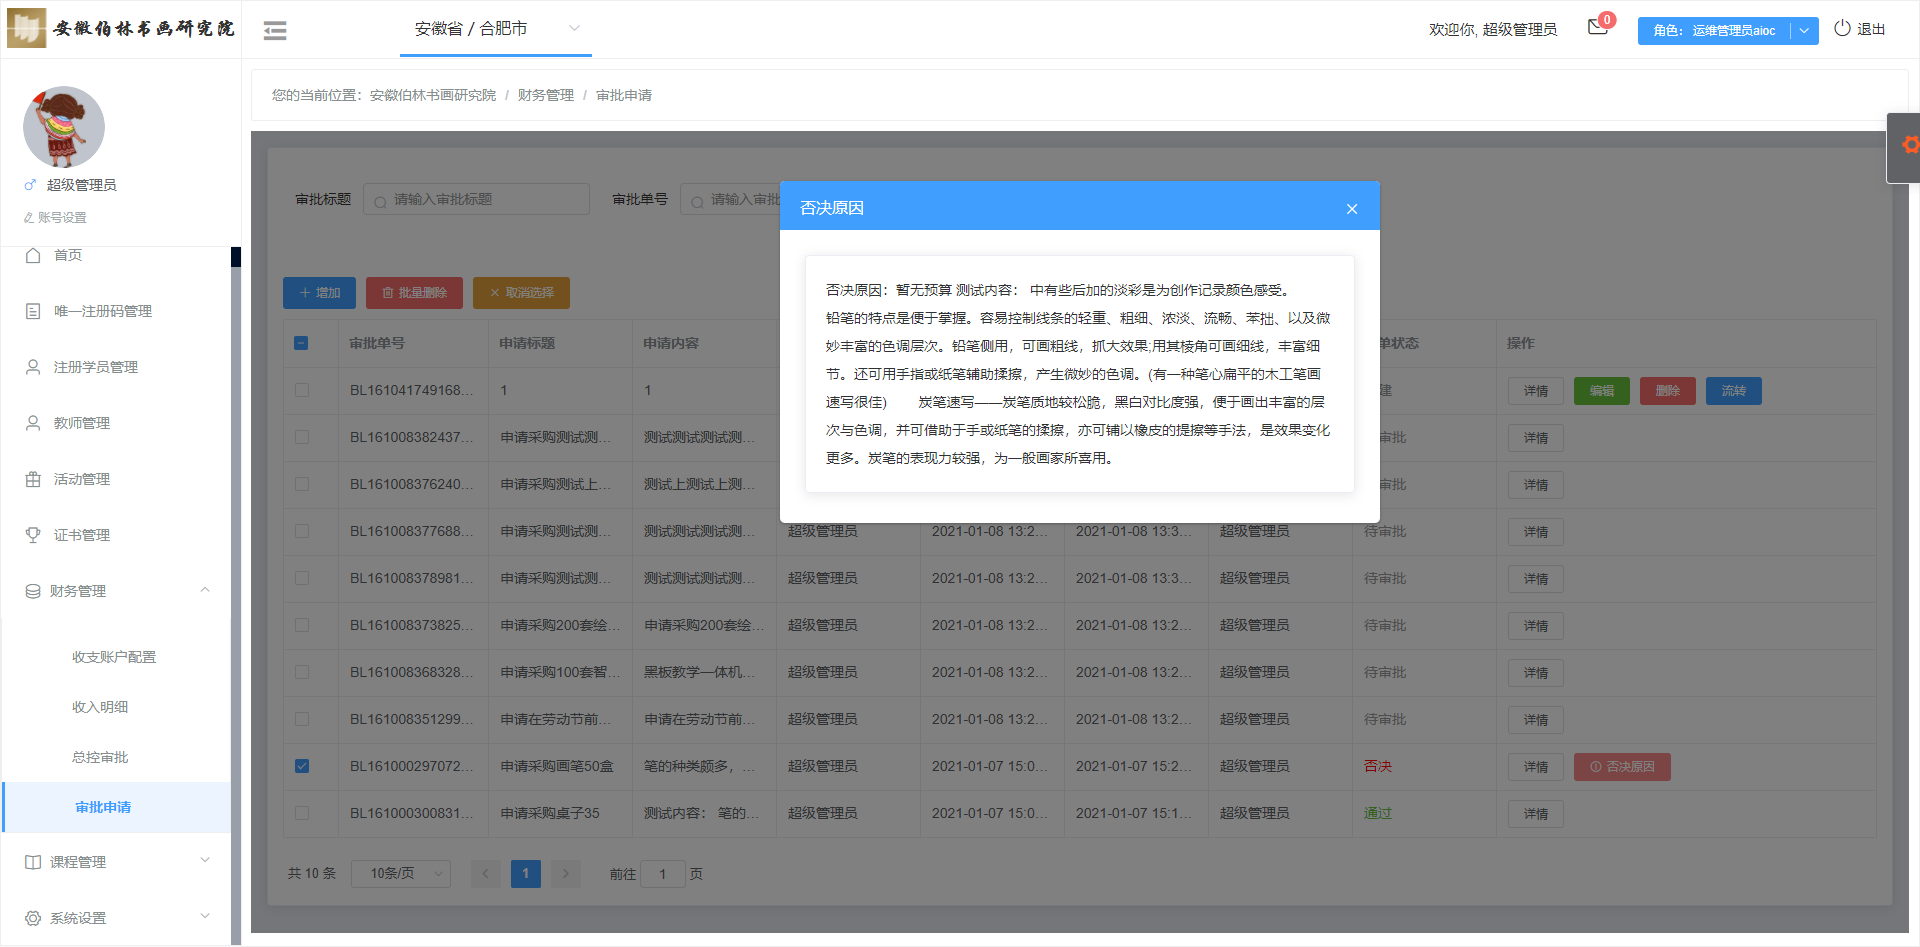 安徽伯林书画研究院
安徽省 / 合肥市
欢迎你, 超级管理员
0
角色： 运维管理员aioc
退出
超级管理员
账号设置
首页
唯一注册码管理
注册学员管理
教师管理
活动管理
证书管理
财务管理
收支账户配置
收入明细
总控审批
审批申请
课程管理
系统设置
您的当前位置：安徽伯林书画研究院 / 财务管理 / 审批申请
审批标题 请输入审批标题 审批单号 请输入审批
增加 批量删除 取消选择
否决原因
否决原因：暂无预算 测试内容： 中有些后加的淡彩是为创作记录颜色感受。
铅笔的特点是便于掌握。容易控制线条的轻重、粗细、浓淡、流畅、苯拙、以及微
妙丰富的色调层次。铅笔侧用，可画粗线，抓大效果;用其棱角可画细线，丰富细
节。还可用手指或纸笔辅助揉擦，产生微妙的色调。(有一种笔心扁平的木工笔画
速写很佳) 炭笔速写——炭笔质地较松脆，黑白对比度强，便于画出丰富的层
次与色调，并可借助于手或纸笔的揉擦，亦可铺以橡皮的提擦等手法，是效果变化
更多。炭笔的表现力较强，为一般画家所喜用。
审批单号 申请标题 申请内容 单状态 操作
BL161041749168... 1 1 建 详情 编辑 删除 流转
BL161008382437... 申请采购测试测... 测试测试测试测... 审批 详情
BL161008376240... 申请采购测试上... 测试上测试上测... 审批 详情
BL161008377688... 申请采购测试测... 测试测试测试测... 超级管理员 2021-01-08 13:2... 2021-01-08 13:3... 超级管理员 待审批 详情
BL161008378981... 申请采购测试测... 测试测试测试测... 超级管理员 2021-01-08 13:2... 2021-01-08 13:3... 超级管理员 待审批 详情
BL161008373825... 申请采购200套绘... 申请采购200套绘... 超级管理员 2021-01-08 13:2... 2021-01-08 13:2... 超级管理员 待审批 详情
BL161008368328... 申请采购100套智... 黑板教学一体机... 超级管理员 2021-01-08 13:2... 2021-01-08 13:2... 超级管理员 待审批 详情
BL161008351299... 申请在劳动节前... 申请在劳动节前... 超级管理员 2021-01-08 13:2... 2021-01-08 13:2... 超级管理员 待审批 详情
BL161000297072... 申请采购画笔50盒 笔的种类颇多，... 超级管理员 2021-01-07 15:0... 2021-01-07 15:2... 超级管理员 否决 详情 否决原因
BL161000300831... 申请采购桌子35 测试内容： 笔的... 超级管理员 2021-01-07 15:0... 2021-01-07 15:1... 超级管理员 通过 详情
共 10 条 10条/页 1 前往 1 页